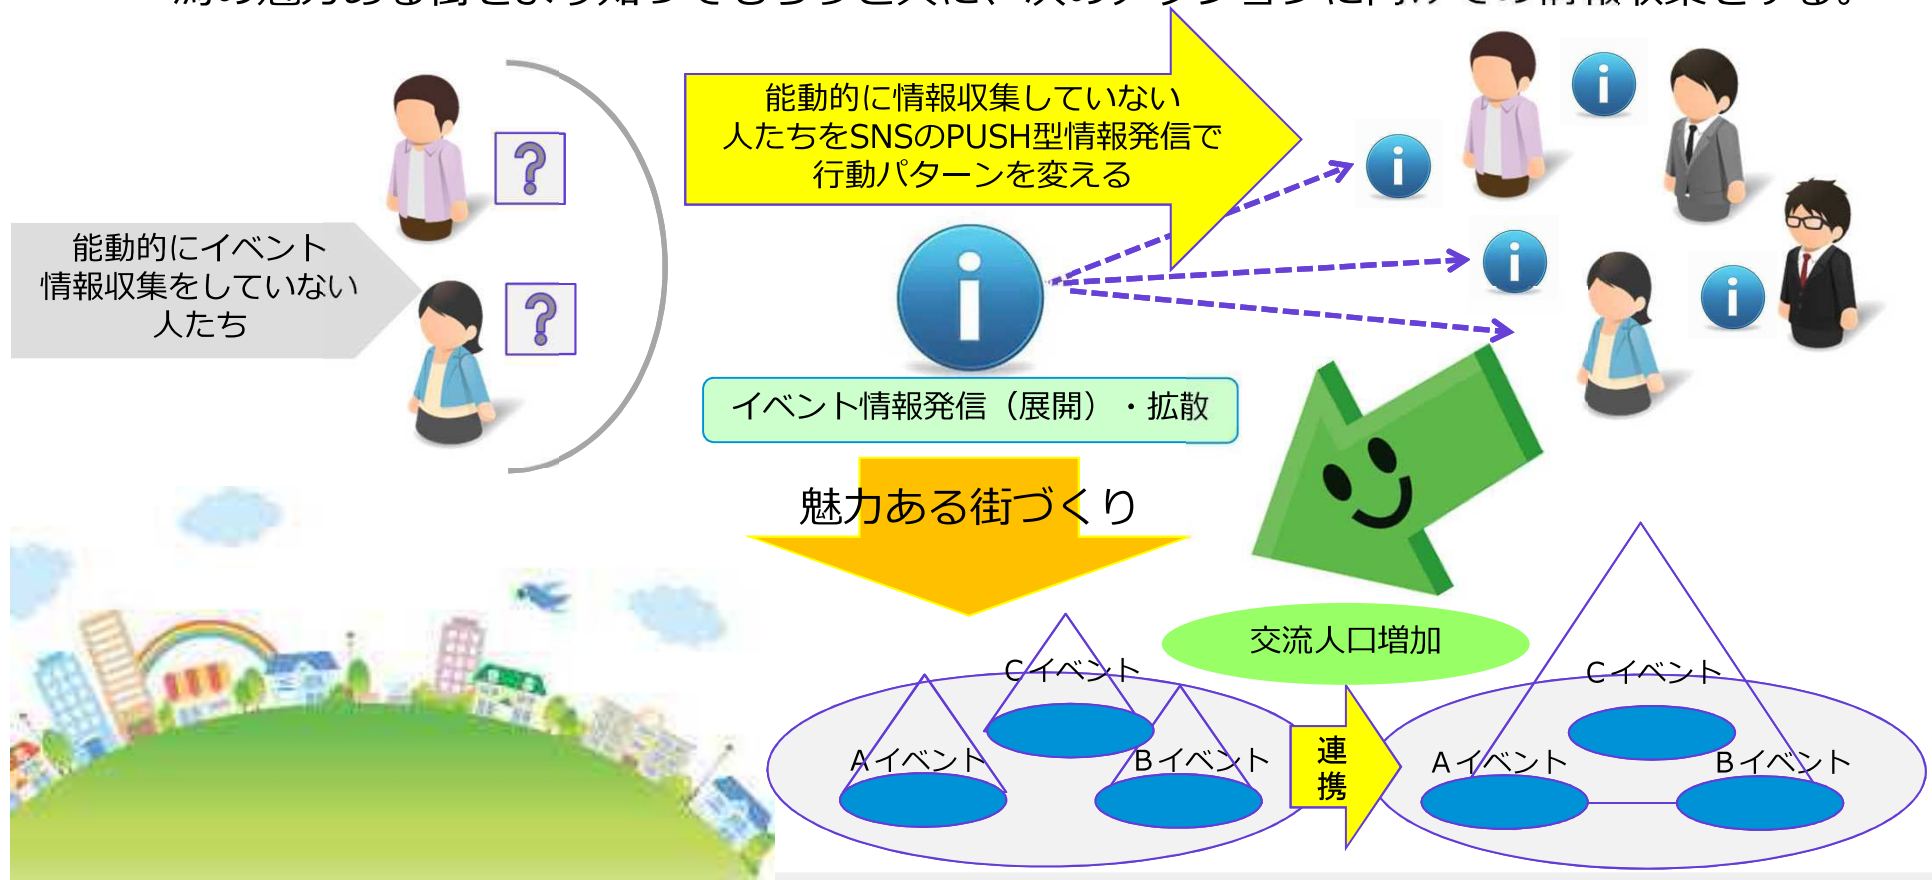 能動的に情報収集していない
人たちをSNSのPUSH型情報発信で
行動パターンを変える
能動的にイベント
情報収集をしていない
人たち
イベント情報発信（展開）・拡散
魅力ある街づくり
交流人口増加
Cイベント
Aイベント
Bイベント
連
携
Cイベント
Aイベント
Bイベント